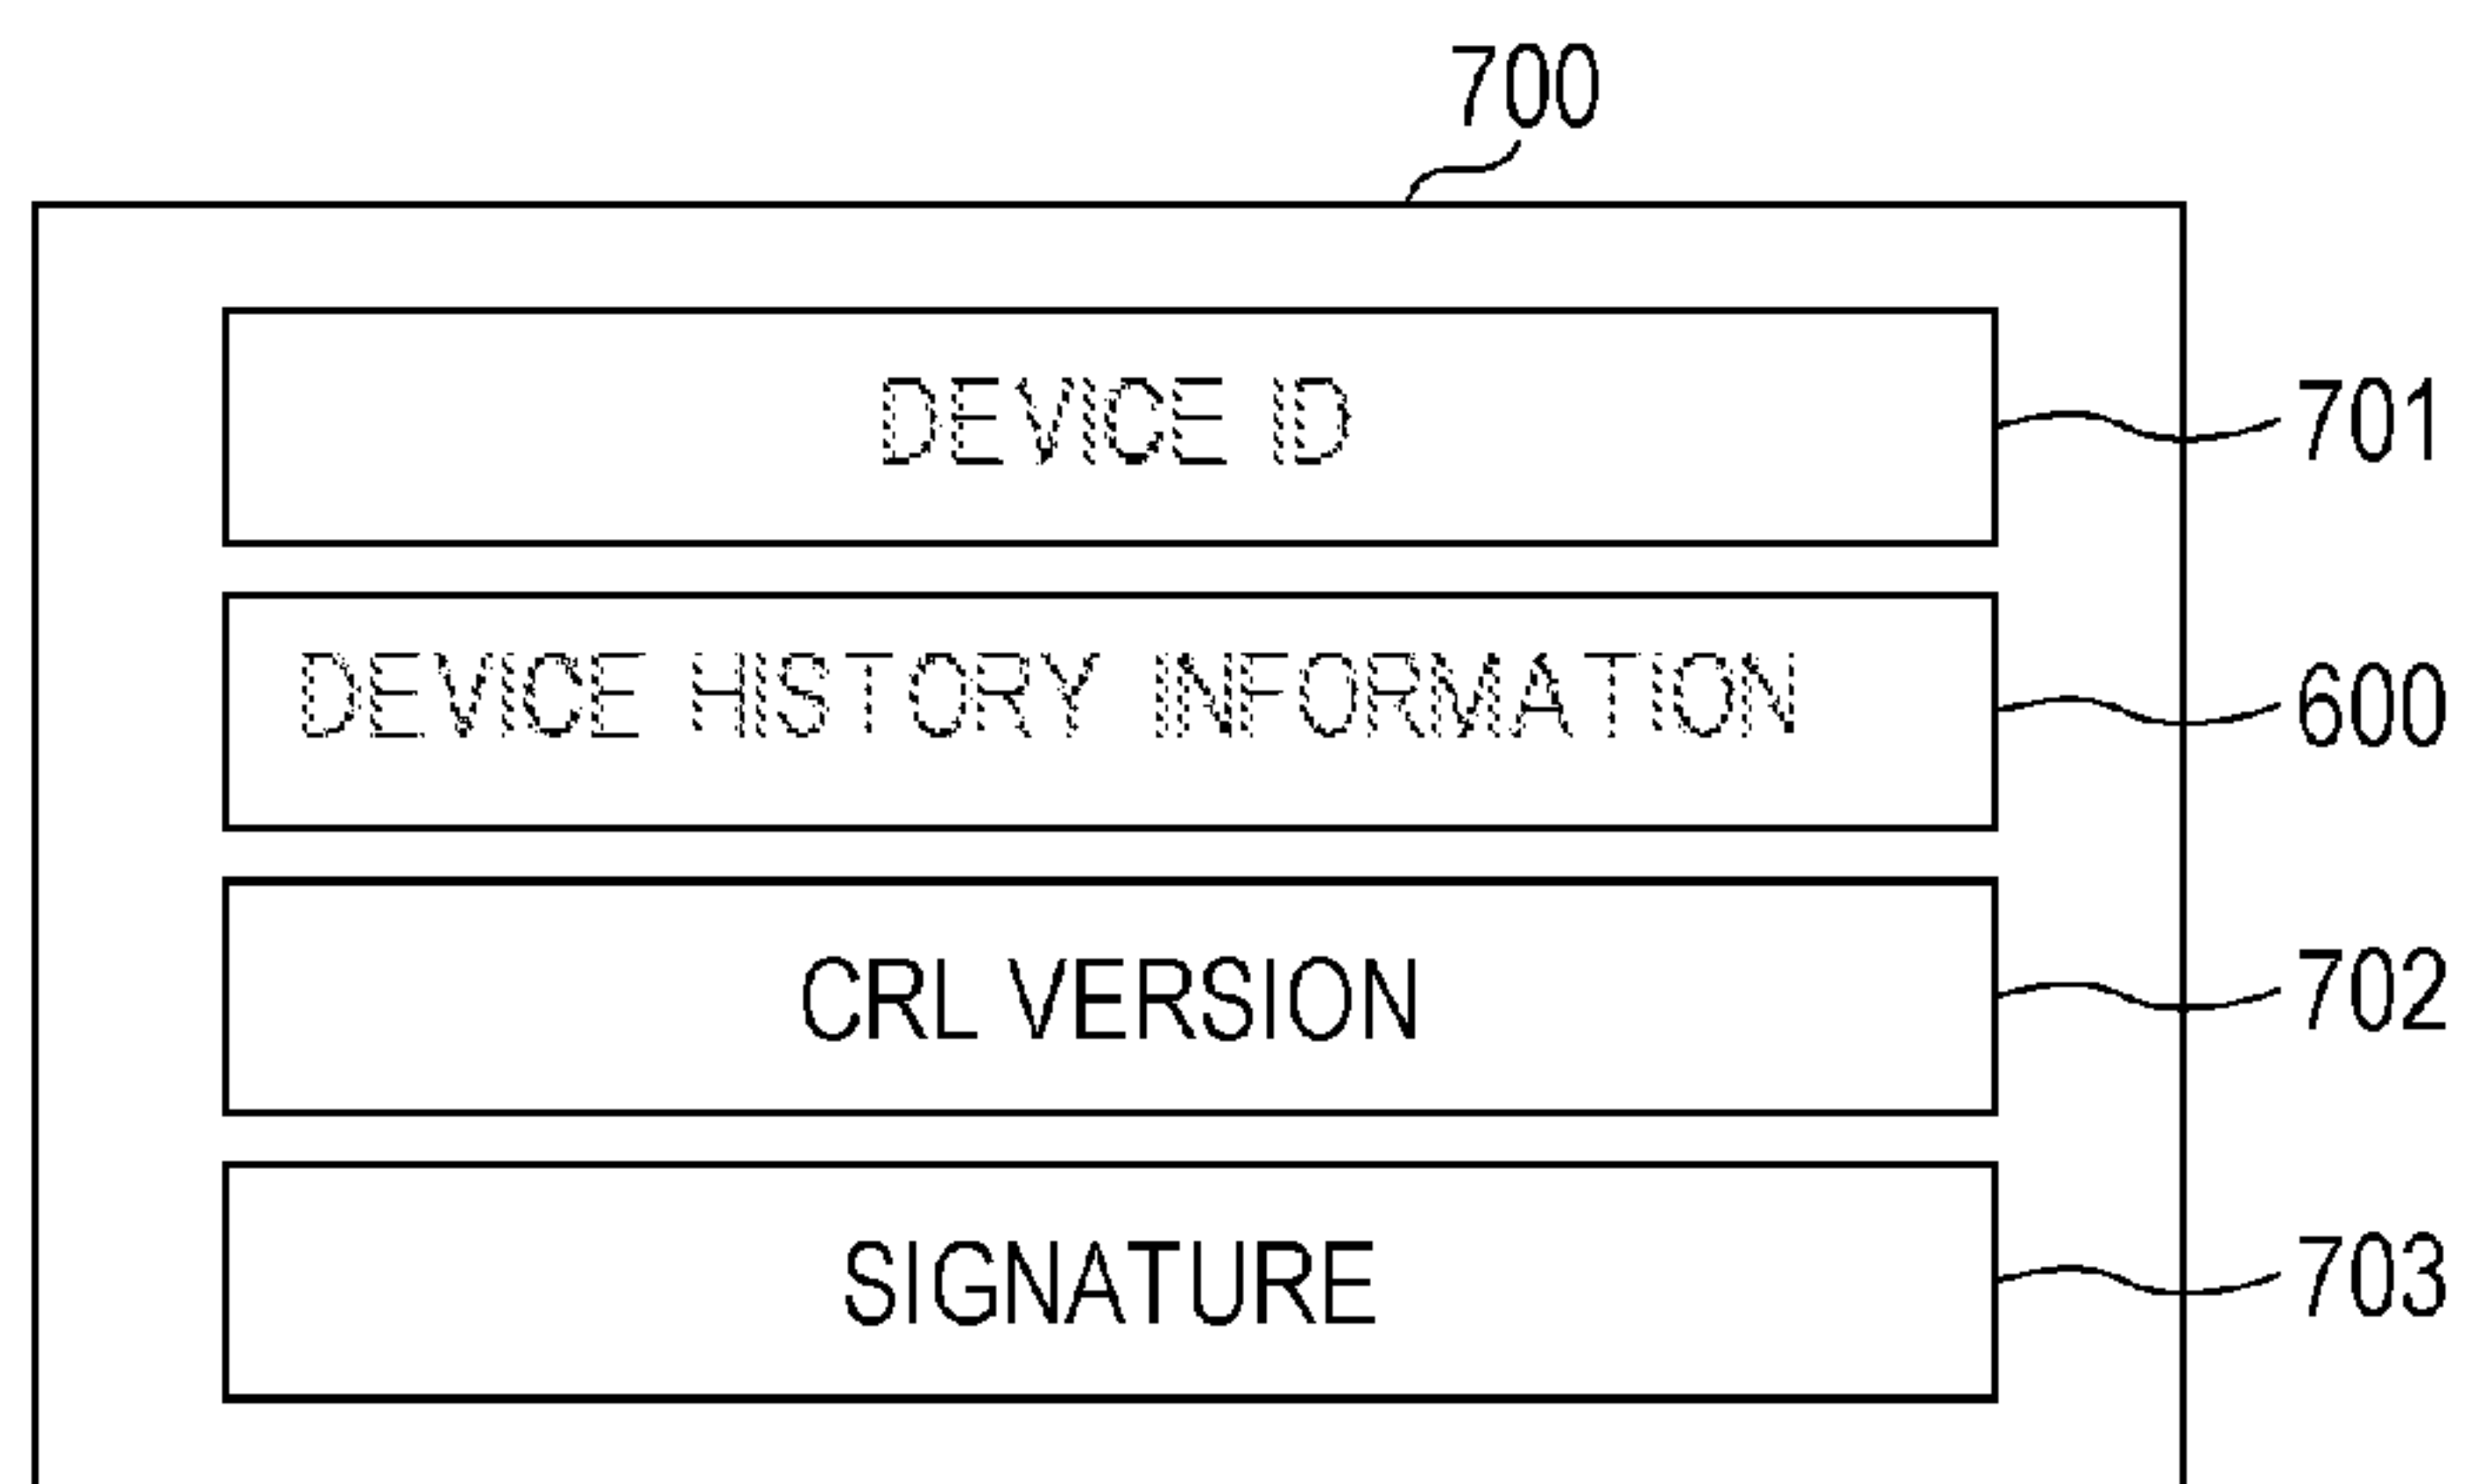 700
DEVICE ID 701
DEVICE HISTORY INFORMATION 600
CRL VERSION 702
SIGNATURE 703